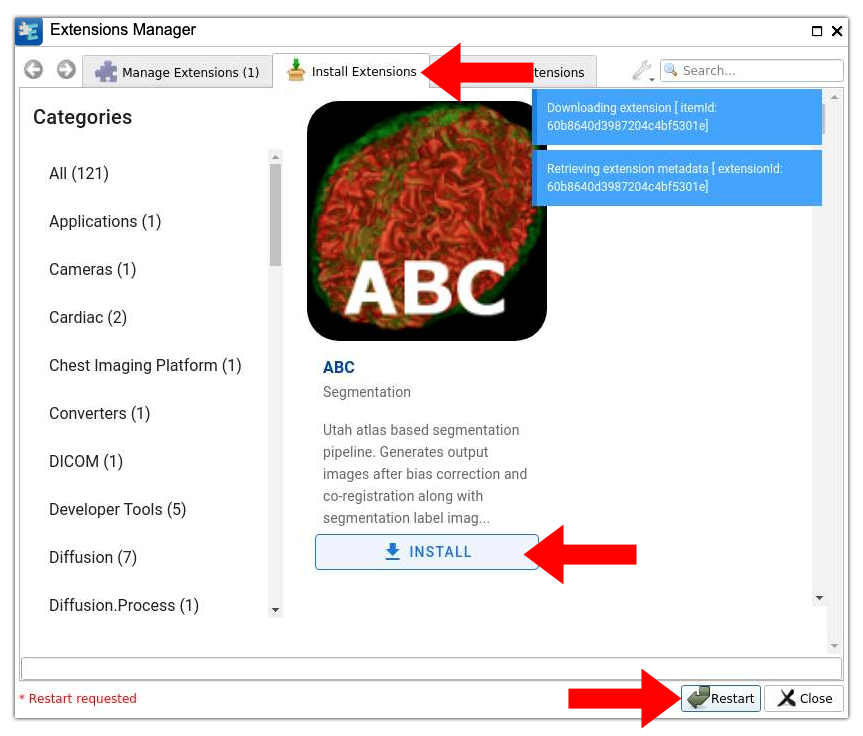 Extensions Manager
Manage Extensions (1)
Install Extensions
tensions
Search...
Categories
All (121)
Applications (1)
Cameras (1)
Cardiac (2)
Chest Imaging Platform (1)
Converters (1)
DICOM (1)
Developer Tools (5)
Diffusion (7)
Diffusion.Process (1)
ABC
ABC
Segmentation
Utah atlas based segmentation
pipeline. Generates output
images after bias correction and
co-registration along with
segmentation label imag...
INSTALL
Downloading extension [ itemId:
60b8640d3987204c4bf5301e]
Retrieving extension metadata [ extensionId:
60b8640d3987204c4bf5301e]
* Restart requested
Restart
Close